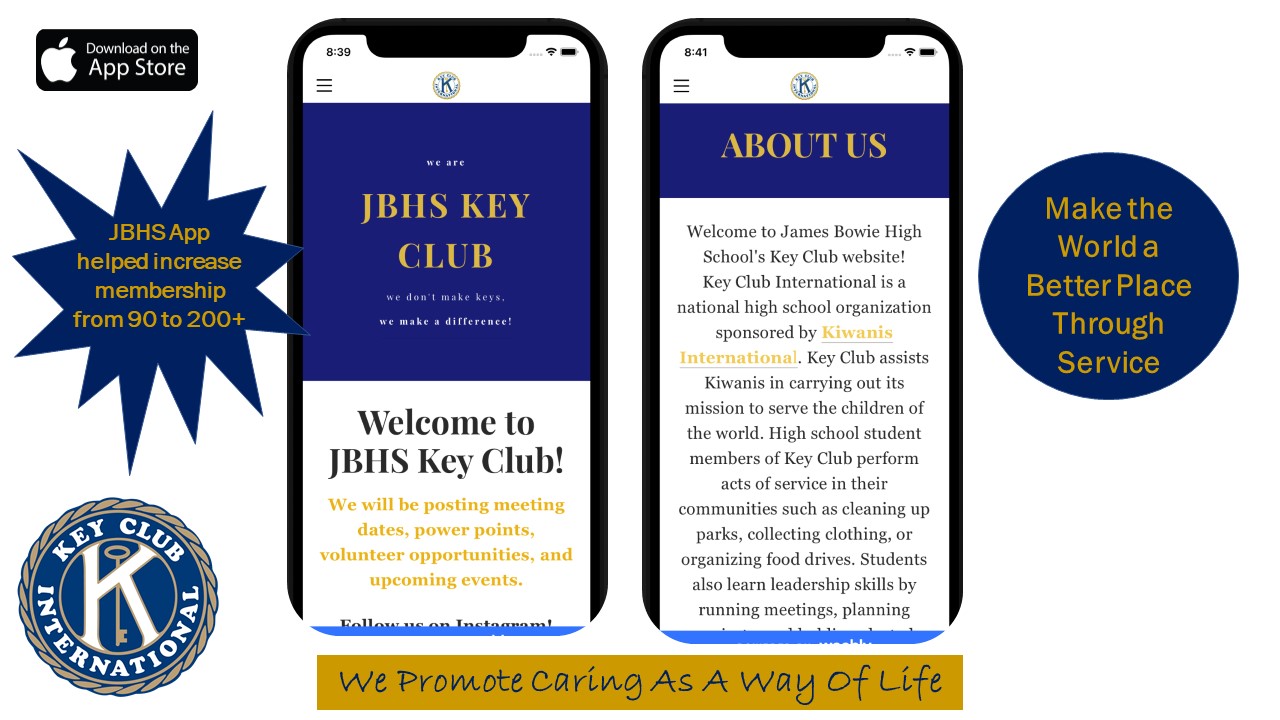 Download on the
App Store
JBHS App
helped increase
membership
from 90 to 200+
KEY CLUB
INTERNATIONAL
K
8:39
KEY CLUB
INTERNATIONAL
K
we are
JBHS KEY
CLUB
we don't make keys,
we make a difference!
Welcome to
JBHS Key Club!
We will be posting meeting
dates, power points,
volunteer opportunities, and
upcoming events.
Follow us on Instagram!
8:41
KEY CLUB
INTERNATIONAL
K
ABOUT US
Welcome to James Bowie High
School's Key Club website!
Key Club International is a
national high school organization
sponsored by Kiwanis
International. Key Club assists
Kiwanis in carrying out its
mission to serve the children of
the world. High school student
members of Key Club perform
acts of service in their
communities such as cleaning up
parks, collecting clothing, or
organizing food drives. Students
also learn leadership skills by
running meetings, planning
weebly
Make the
World a
Better Place
Through
Service
We Promote Caring As A Way Of Life